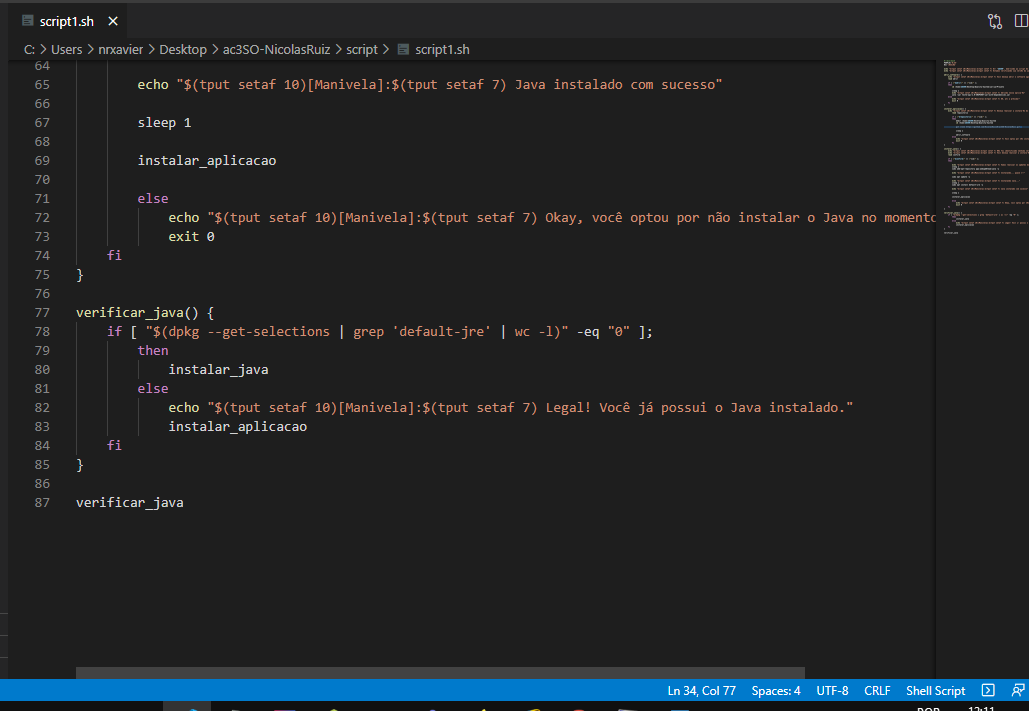 script1.sh
C: > Users > nrxavier > Desktop > ac3SO-NicolasRuiz > script > script1.sh
64
65 echo "$(tput setaf 10)[Manivela]:$(tput setaf 7) Java instalado com sucesso"
66
67 sleep 1
68
69 instalar_aplicacao
70
71 else
72 echo "$(tput setaf 10)[Manivela]:$(tput setaf 7) Okay, você optou por não instalar o Java no momento
73 exit 0
74 fi
75 }
76
77 verificar_java() {
78 if [ "$(dpkg --get-selections | grep 'default-jre' | wc -l)" -eq "0" ];
79 then
80 instalar_java
81 else
82 echo "$(tput setaf 10)[Manivela]:$(tput setaf 7) Legal! Você já possui o Java instalado."
83 instalar_aplicacao
84 fi
85 }
86
87 verificar_java
Ln 34, Col 77 Spaces: 4 UTF-8 CRLF Shell Script